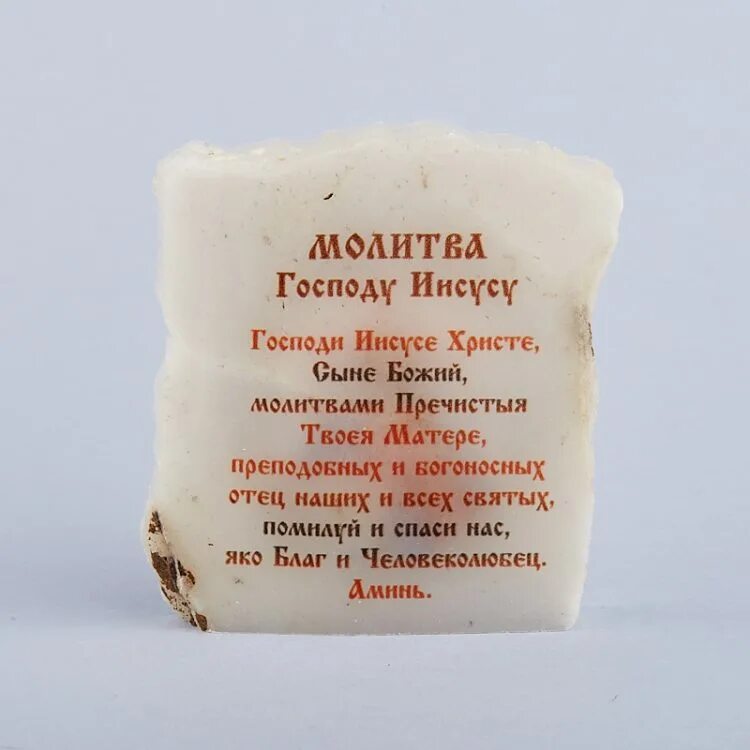 МОЛИТВА
Господу Иисусу
Господи Иисусе Христе,
Сыне Божий,
молитвами Пречистыя
Твоея Матере,
преподобных и богоносных
отец наших и всех святых,
помилуй и спаси нас,
яко Благ и Человеколюбец.
Аминь.